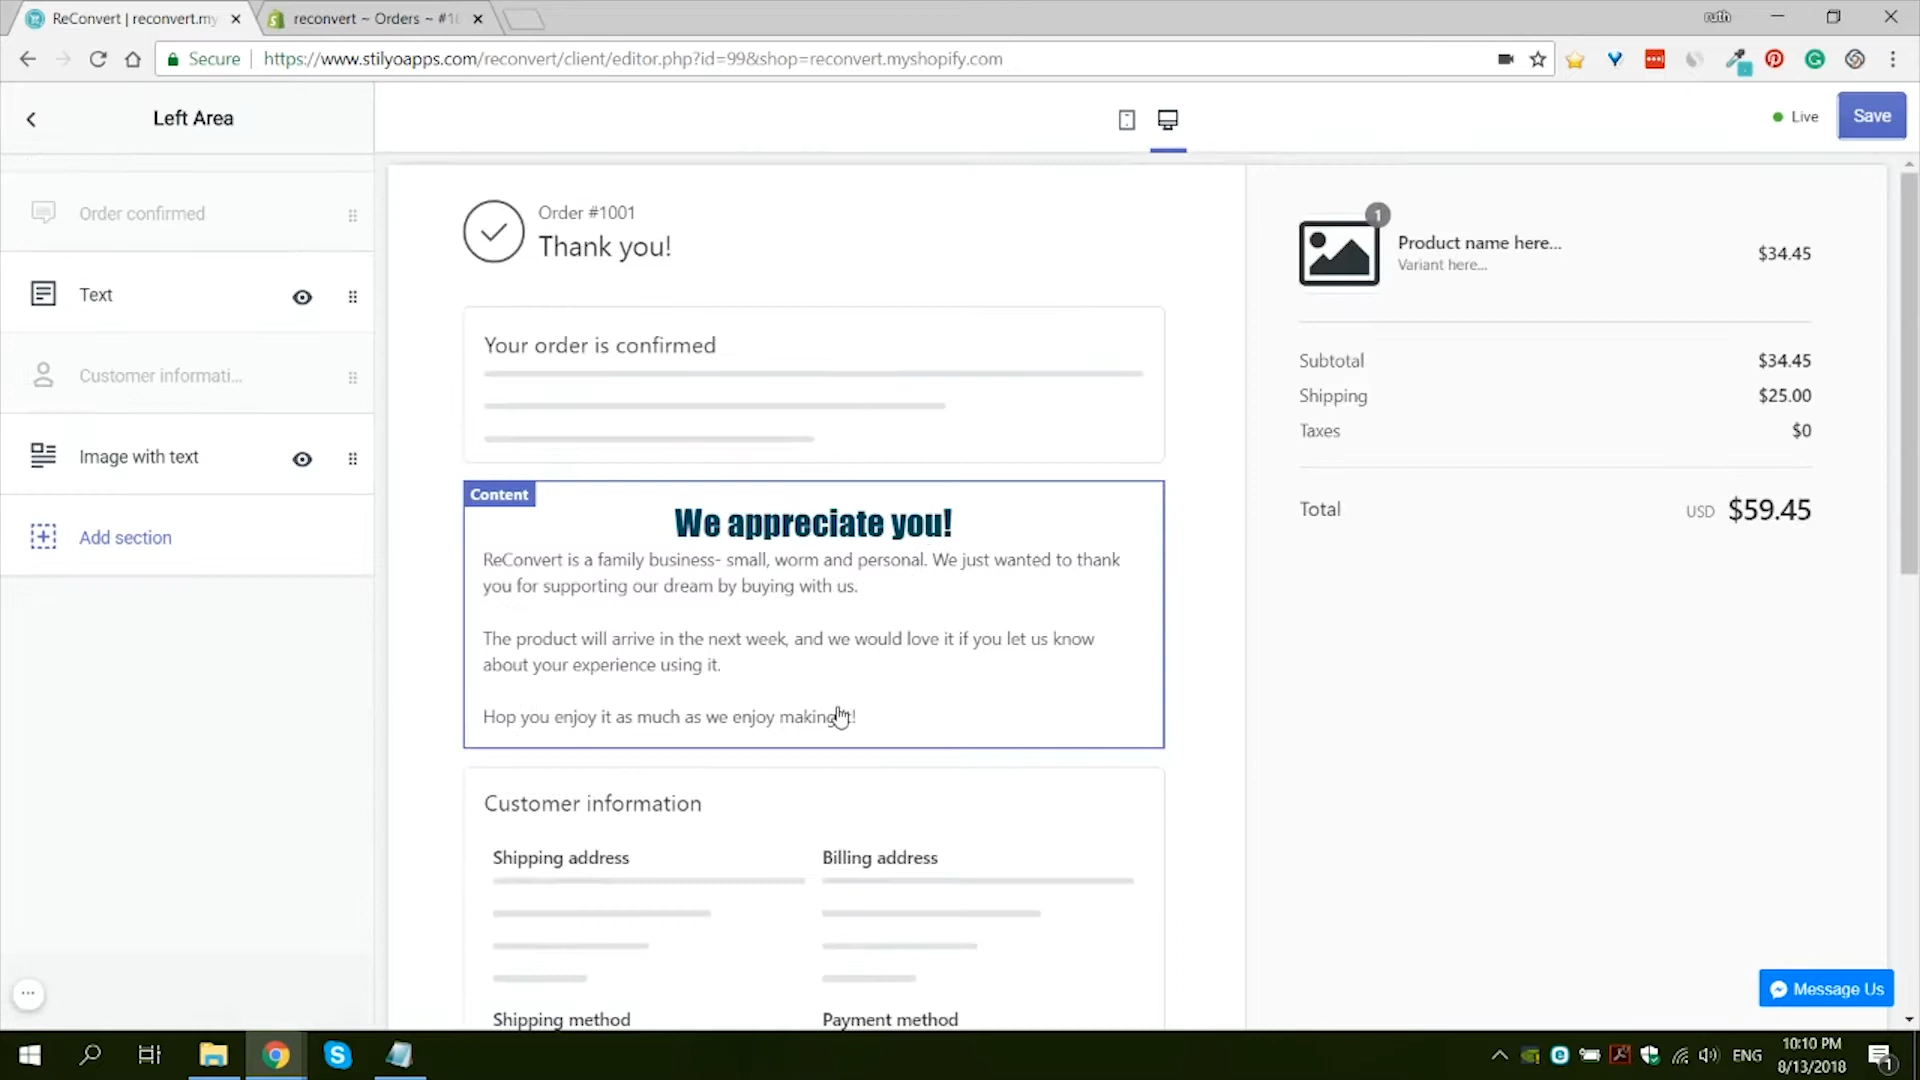 ReConvert | reconvert.my
reconvert ~ Orders ~ #10
ruth
Secure
https://www.stilyoapps.com/reconvert/client/editor.php?id=99&shop=reconvert.myshopify.com
Left Area
Live
Save
Order confirmed
Text
Customer informati...
Image with text
Add section
Order #1001
Thank you!
Your order is confirmed
Content
We appreciate you!
ReConvert is a family business- small, worm and personal. We just wanted to thank
you for supporting our dream by buying with us.
The product will arrive in the next week, and we would love it if you let us know
about your experience using it.
Hop you enjoy it as much as we enjoy making it!
Customer information
Shipping address
Billing address
Shipping method
Payment method
1
Product name here...
Variant here...
$34.45
Subtotal
$34.45
Shipping
$25.00
Taxes
$0
Total
USD $59.45
Message Us
ENG
10:10 PM
8/13/2018
1